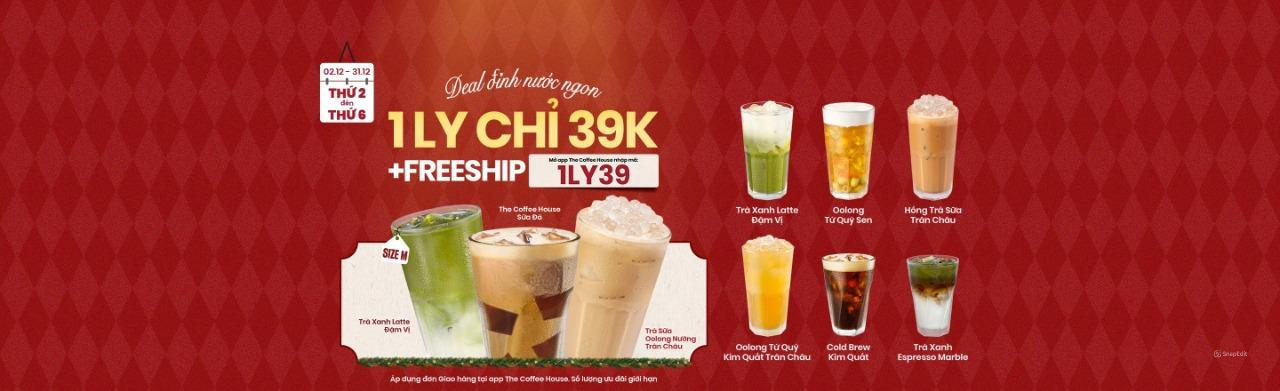 02.12 - 31.12
THỨ 2
đến
THỨ 6
Deal đỉnh nước ngon
1 LY CHỈ 39K
+FREESHIP
Mở app The Coffee House nhập mã:
1LY39
The Coffee House
Sữa Đá
SIZE M
Trà Xanh Latte
Đậm Vị
Trà Sữa
Oolong Nướng
Trân Châu
Áp dụng đơn Giao hàng tại app The Coffee House. Số lượng ưu đãi giới hạn
Trà Xanh Latte
Đậm Vị
Oolong
Tứ Quý Sen
Hồng Trà Sữa
Trân Châu
Oolong Tứ Quý
Kim Quất Trân Châu
Cold Brew
Kim Quất
Trà Xanh
Espresso Marble
SnapEdit